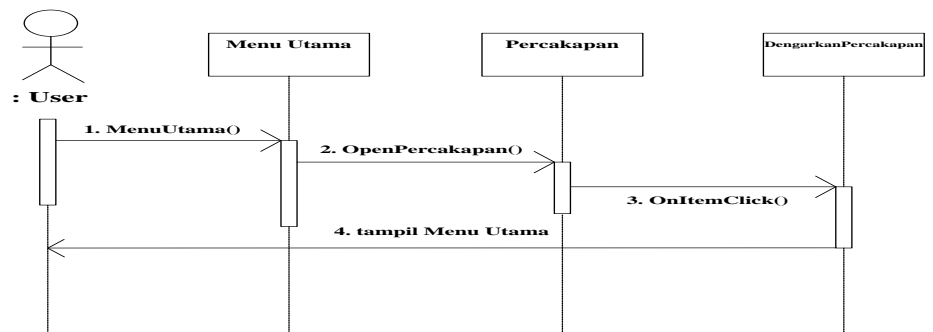 Menu Utama
Percakapan
DengarkanPercakapan
: User
1. MenuUtama()
2. OpenPercakapan()
3. OnItemClick()
4. tampil Menu Utama